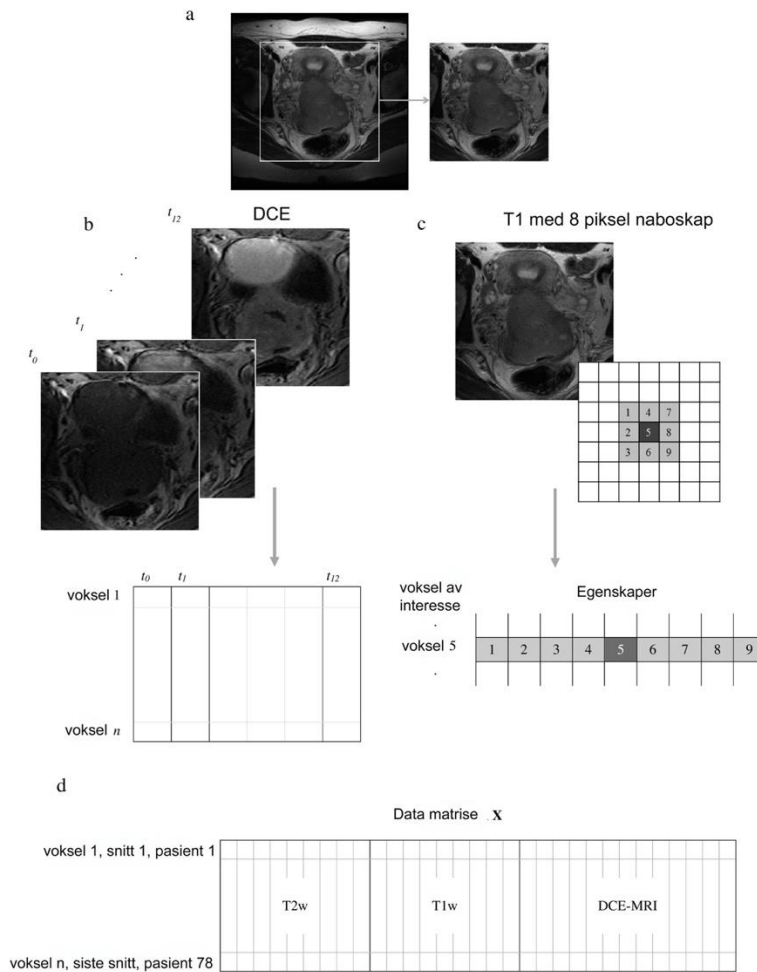 a
b
DCE
t12
t1
t0
c
T1 med 8 piksel naboskap
1 4 7
2 5 8
3 6 9
t0 t1 t12
voksel 1
voksel n
voksel av
interesse
Egenskaper
voksel 5
1 2 3 4 5 6 7 8 9
d
Data matrise X
voksel 1, snitt 1, pasient 1
T2w T1w DCE-MRI
voksel n, siste snitt, pasient 78